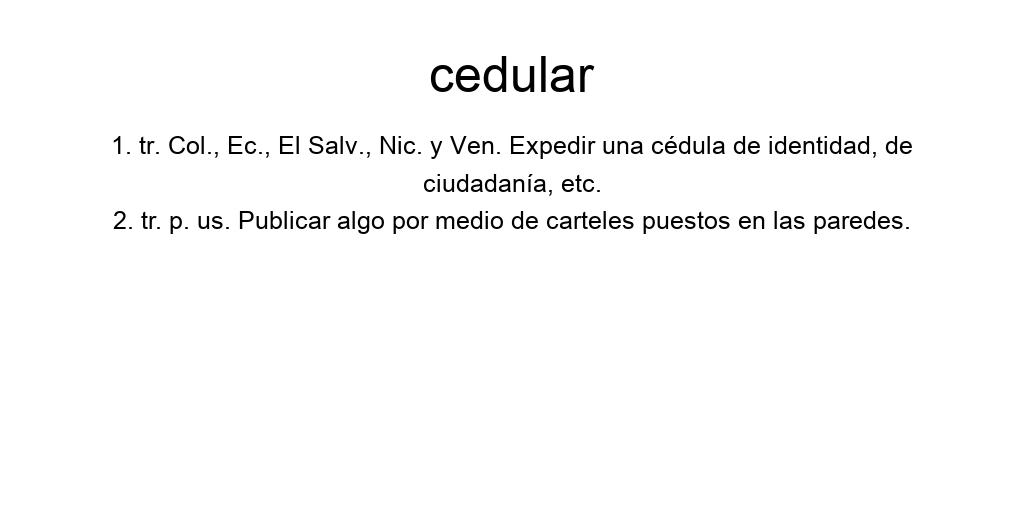 cedular
1. tr. Col., Ec., El Salv., Nic. y Ven. Expedir una cédula de identidad, de
ciudadanía, etc.
2. tr. p. us. Publicar algo por medio de carteles puestos en las paredes.